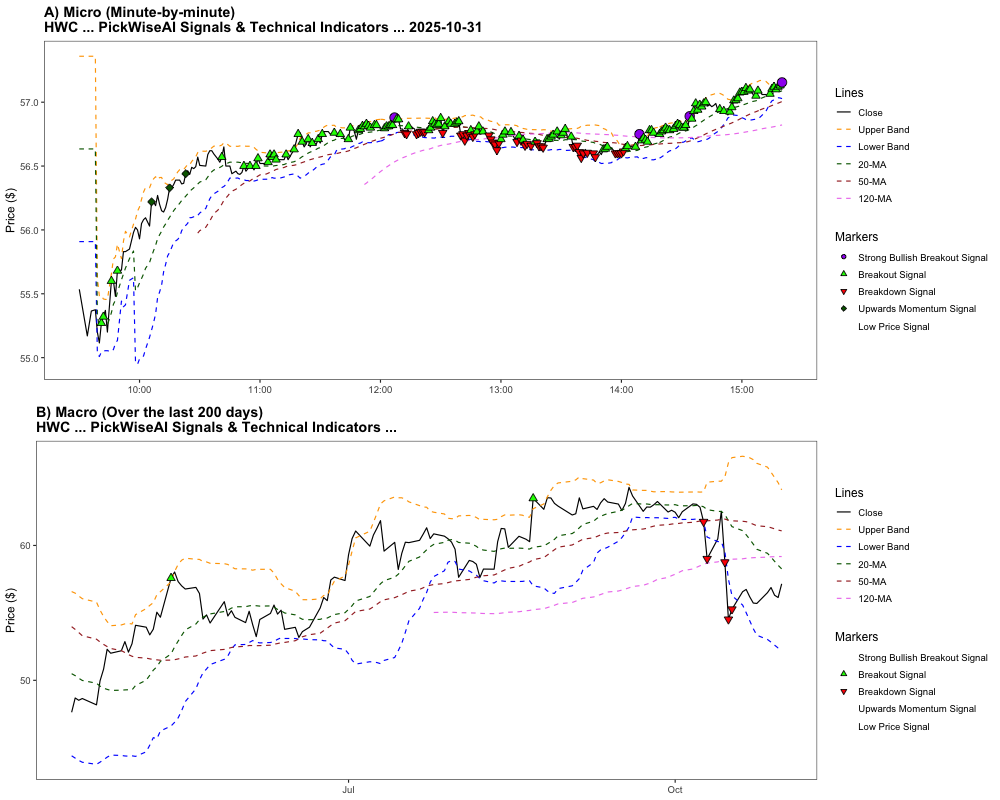 A) Micro (Minute-by-minute)
HWC ... PickWiseAI Signals & Technical Indicators ... 2025-10-31
Price ($)
57.0
56.5
56.0
55.5
55.0
10:00
11:00
12:00
13:00
14:00
15:00
Lines
Close
Upper Band
Lower Band
20-MA
50-MA
120-MA
Markers
Strong Bullish Breakout Signal
Breakout Signal
Breakdown Signal
Upwards Momentum Signal
Low Price Signal
B) Macro (Over the last 200 days)
HWC ... PickWiseAI Signals & Technical Indicators ...
Price ($)
60
50
Jul
Oct
Lines
Close
Upper Band
Lower Band
20-MA
50-MA
120-MA
Markers
Strong Bullish Breakout Signal
Breakout Signal
Breakdown Signal
Upwards Momentum Signal
Low Price Signal